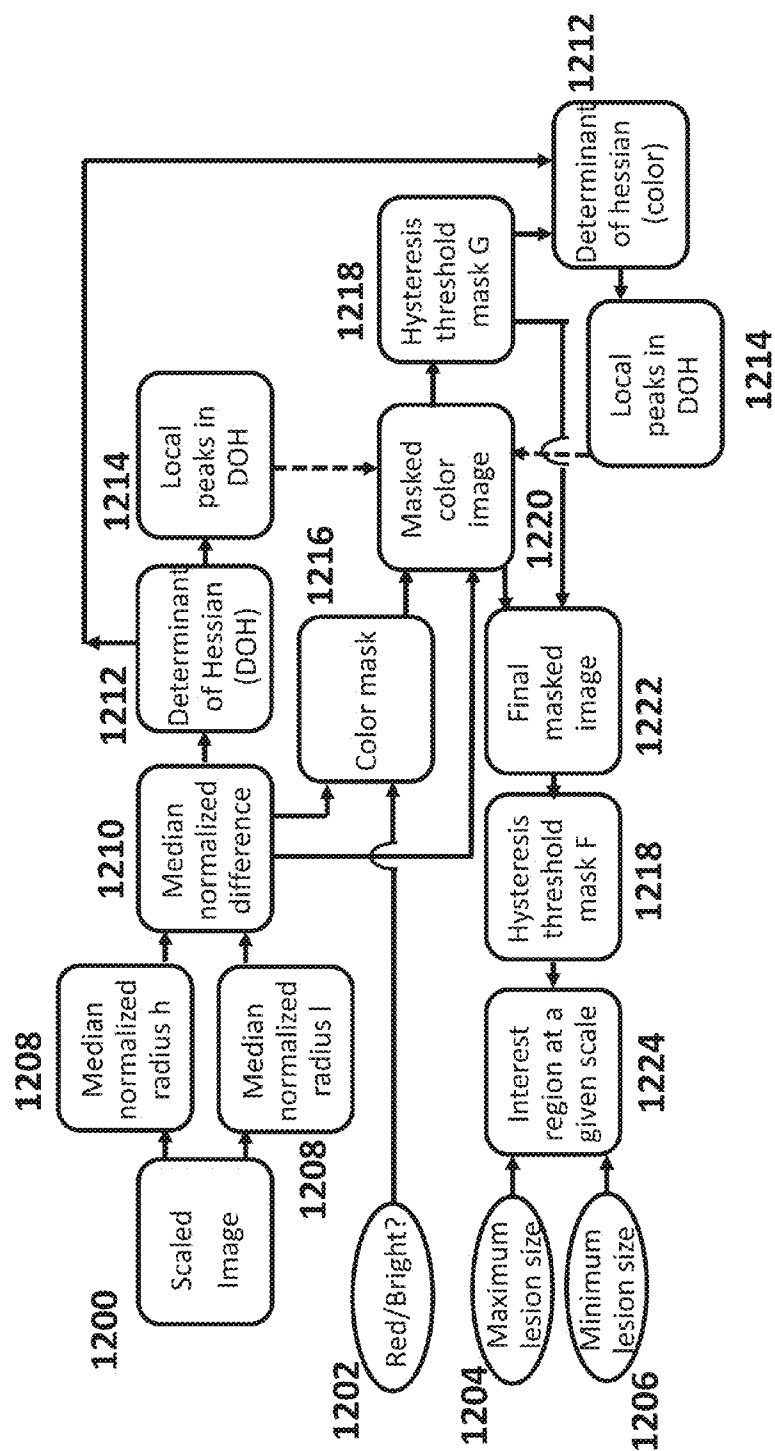 1200
Scaled
Image
1208
Median
normalized
radius h
Median
normalized
radius l
1208
1210
Median
normalized
difference
1212
Determinant
of Hessian
(DOH)
1214
Local
peaks in
DOH
1202
Red/Bright?
1216
Color mask
Masked
color
image
1220
1218
Hysteresis
threshold
mask G
1212
Determinant
of hessian
(color)
Local
peaks in
DOH
1214
1204
Maximum
lesion size
1206
Minimum
lesion size
Interest
region at a
given scale
1224
Hysteresis
threshold
mask F
1218
Final
masked
image
1222